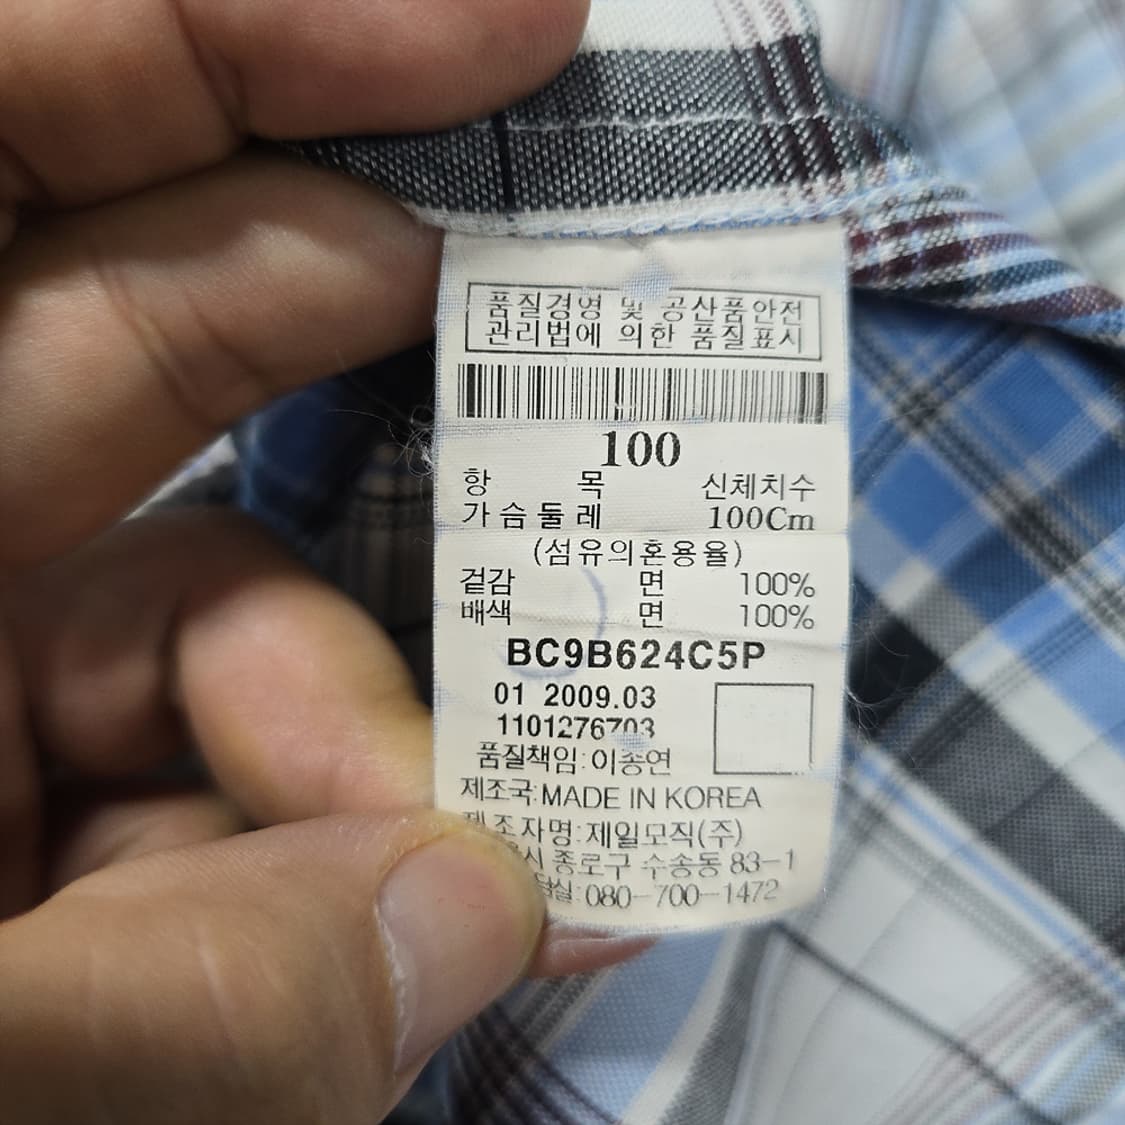 품질경영 및 공산품안전
관리법에 의한 품질표시
100
항 목 신체치수
가슴둘레 100Cm
(섬유의혼용율)
겉감 면 100%
배색 면 100%
BC9B624C5P
01 2009.03
1101276703
품질책임:이송연
제조국:MADE IN KOREA
제조자명:제일모직(주)
종로구 수송동 83-1
080-700-1472